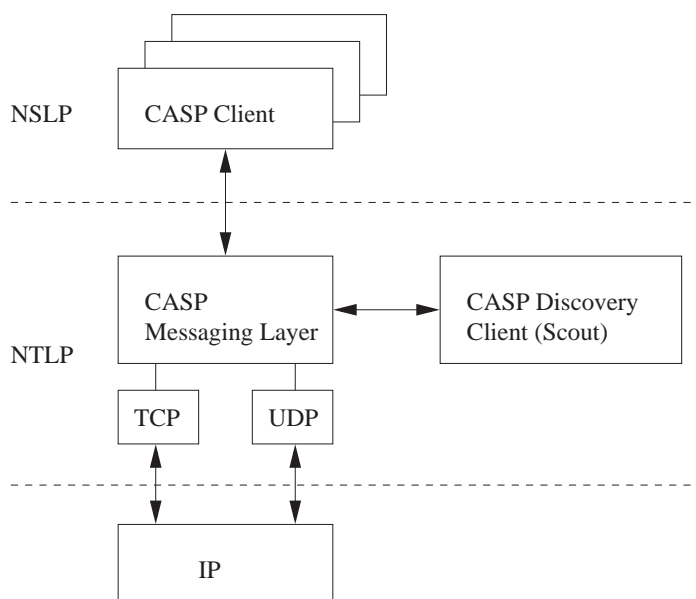 NSLP
CASP Client
CASP
Messaging Layer
CASP Discovery
Client (Scout)
NTLP
TCP
UDP
IP